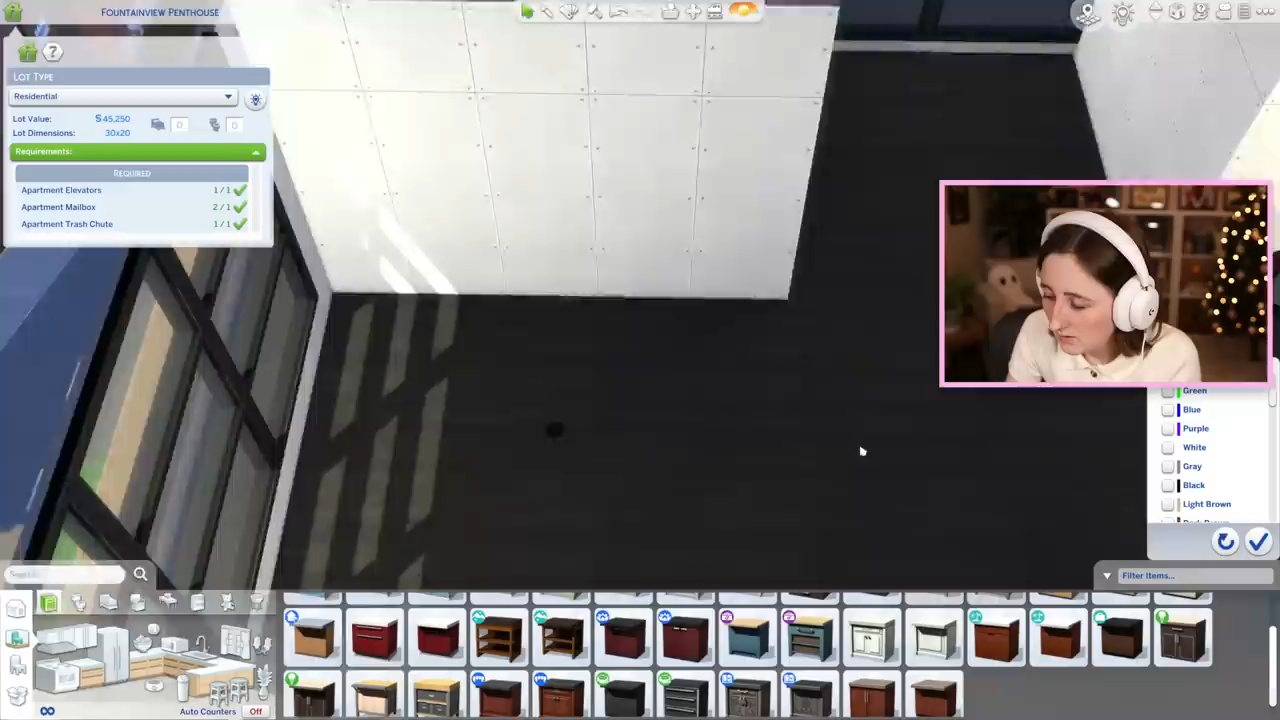 Fountainview Penthouse
Lot Type
Residential
Lot Value: §45,250 0 0
Lot Dimensions: 30x20
Requirements:
Required
Apartment Elevators 1/1
Apartment Mailbox 2/1
Apartment Trash Chute 1/1
Green
Blue
Purple
White
Gray
Black
Light Brown
Filter Items...
Auto Counters Off